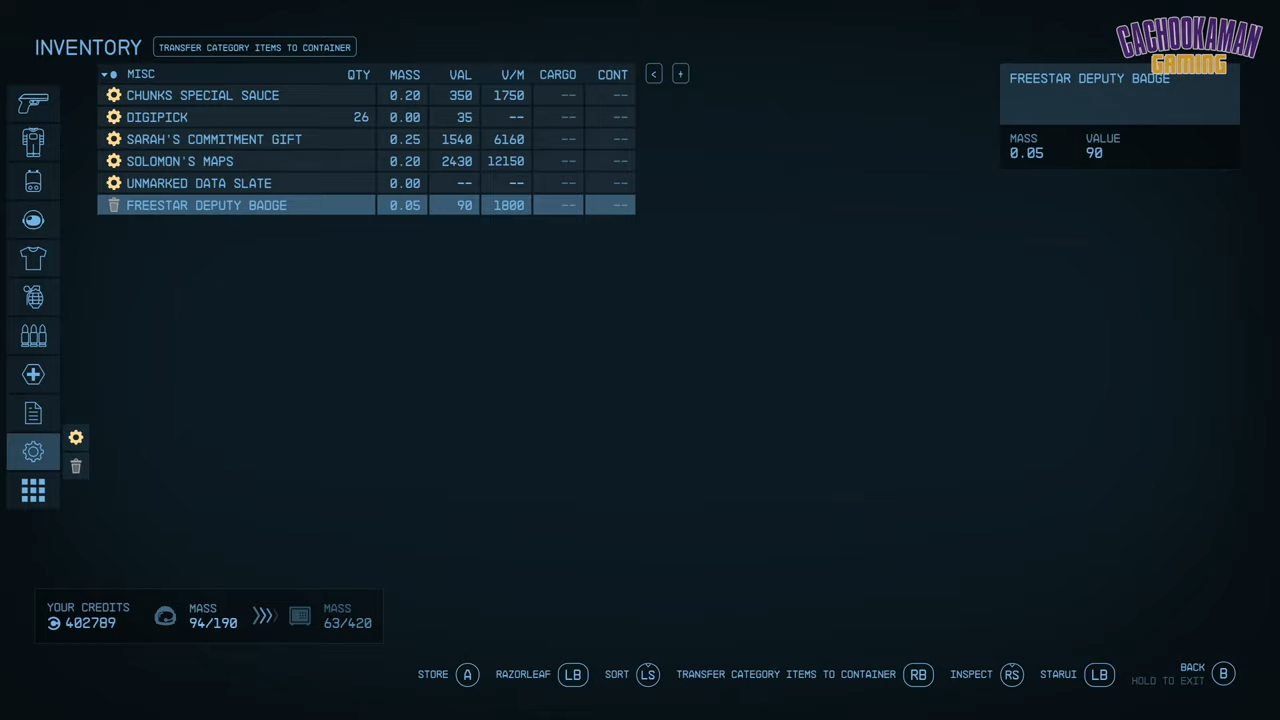 CACHOOKAMAN
GAMING
INVENTORY TRANSFER CATEGORY ITEMS TO CONTAINER
MISC QTY MASS VAL V/M CARGO CONT < +
CHUNKS SPECIAL SAUCE 0.20 350 1750 -- --
DIGIPICK 26 0.00 35 -- -- --
SARAH'S COMMITMENT GIFT 0.25 1540 6160 -- --
SOLOMON'S MAPS 0.20 2430 12150 -- --
UNMARKED DATA SLATE 0.00 -- -- -- --
FREESTAR DEPUTY BADGE 0.05 90 1800 -- --
FREESTAR DEPUTY BADGE
MASS VALUE
0.05 90
YOUR CREDITS MASS MASS
402789 94/190 63/420
STORE A RAZORLEAF LB SORT LS TRANSFER CATEGORY ITEMS TO CONTAINER RB INSPECT RS STARUI LB BACK B
HOLD TO EXIT